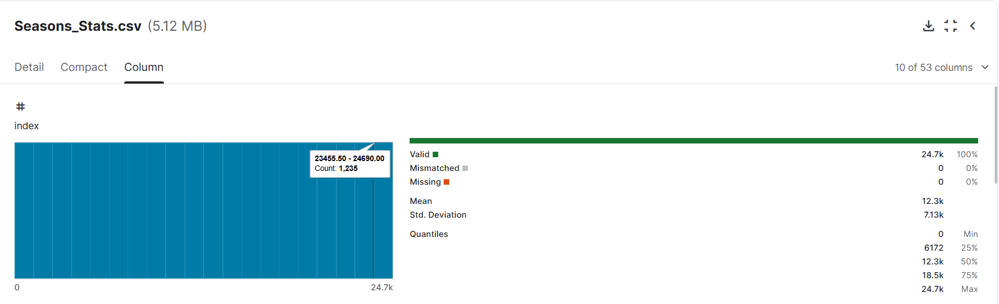 Seasons_Stats.csv (5.12 MB)
Detail Compact Column
10 of 53 columns
#
index
23455.50 - 24690.00
Count: 1,235
0 24.7k
Valid 24.7k 100%
Mismatched 0 0%
Missing 0 0%
Mean 12.3k
Std. Deviation 7.13k
Quantiles 0 Min
6172 25%
12.3k 50%
18.5k 75%
24.7k Max